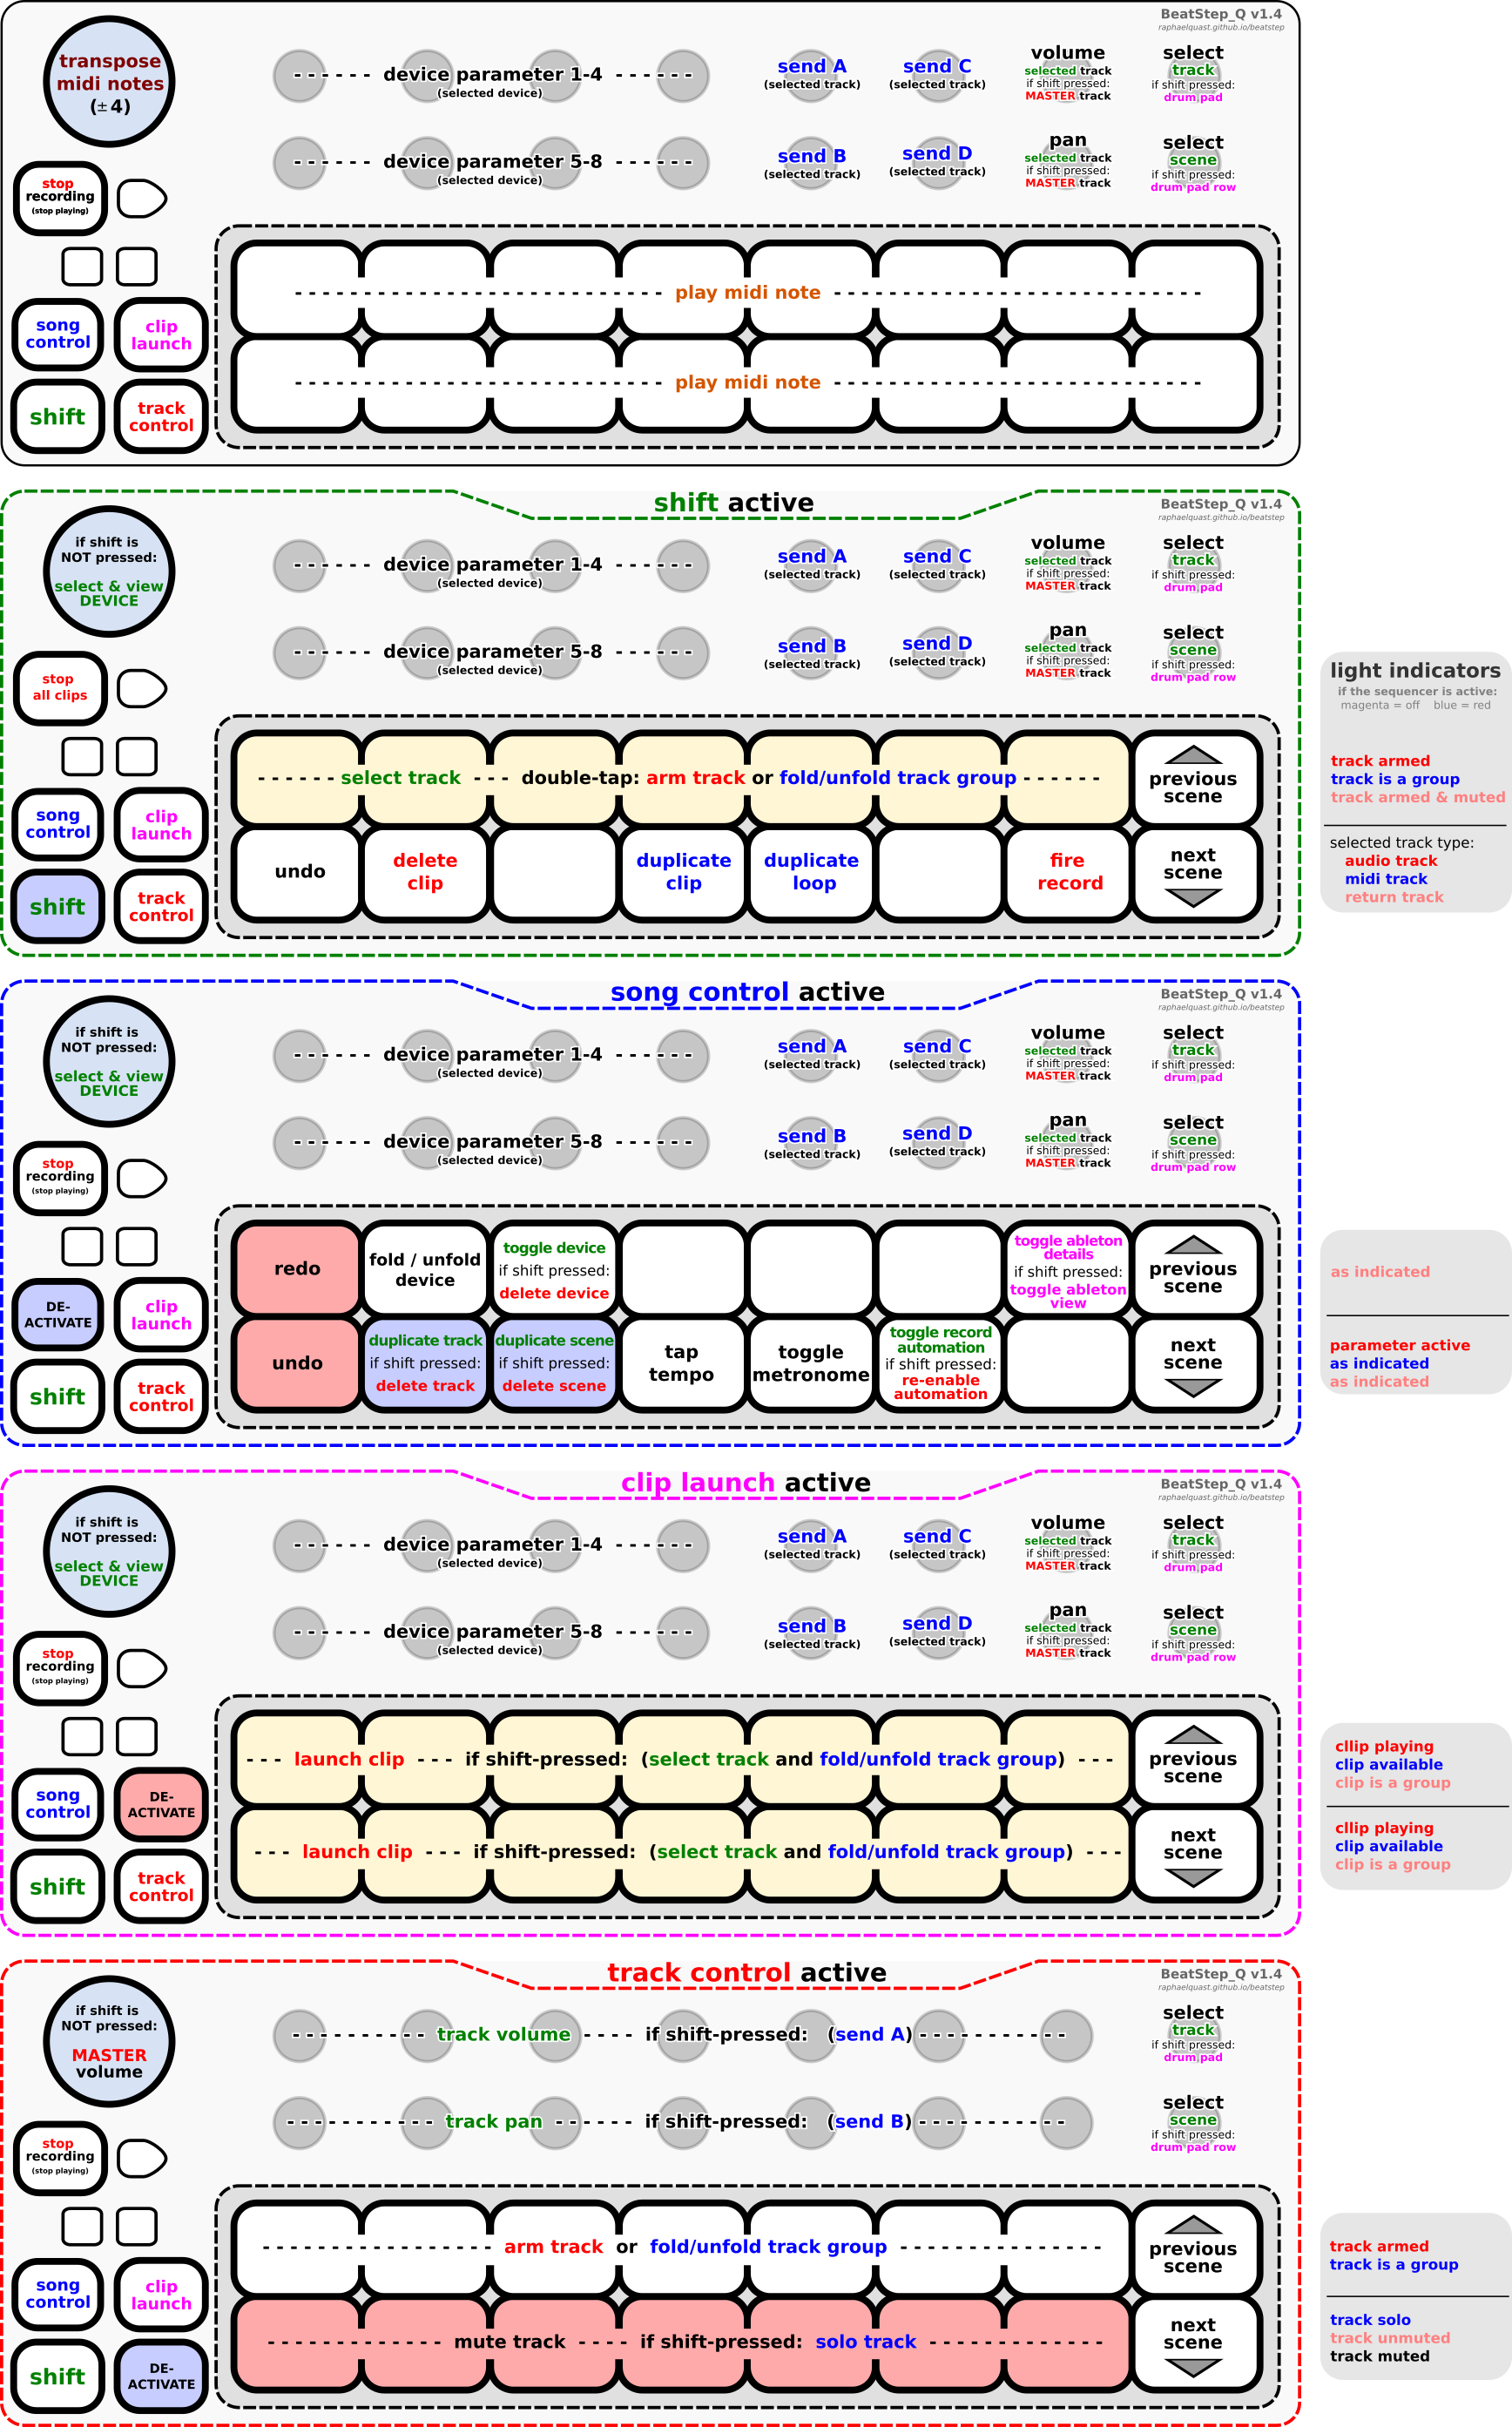 BeatStep_Q v1.4
raphaelquast.github.io/beatstep
transpose
midi notes
(±4)
device parameter 1-4
(selected device)
send A
(selected track)
send C
(selected track)
volume
selected track
if shift pressed:
MASTER track
select
track
if shift pressed:
drum pad
device parameter 5-8
(selected device)
send B
(selected track)
send D
(selected track)
pan
selected track
if shift pressed:
MASTER track
select
scene
if shift pressed:
drum pad row
stop
recording
(stop playing)
song
control
clip
launch
shift
track
control
play midi note
play midi note
shift active
BeatStep_Q v1.4
raphaelquast.github.io/beatstep
if shift is
NOT pressed:
select & view
DEVICE
device parameter 1-4
(selected device)
send A
(selected track)
send C
(selected track)
volume
selected track
if shift pressed:
MASTER track
select
track
if shift pressed:
drum pad
device parameter 5-8
(selected device)
send B
(selected track)
send D
(selected track)
pan
selected track
if shift pressed:
MASTER track
select
scene
if shift pressed:
drum pad row
stop
all clips
song
control
clip
launch
shift
track
control
select track --- double-tap: arm track or fold/unfold track group
previous
scene
undo
delete
clip
duplicate
clip
duplicate
loop
fire
record
next
scene
light indicators
if the sequencer is active:
magenta = off blue = red
track armed
track is a group
track armed & muted
selected track type:
audio track
midi track
return track
song control active
BeatStep_Q v1.4
raphaelquast.github.io/beatstep
if shift is
NOT pressed:
select & view
DEVICE
device parameter 1-4
(selected device)
send A
(selected track)
send C
(selected track)
volume
selected track
if shift pressed:
MASTER track
select
track
if shift pressed:
drum pad
device parameter 5-8
(selected device)
send B
(selected track)
send D
(selected track)
pan
selected track
if shift pressed:
MASTER track
select
scene
if shift pressed:
drum pad row
stop
recording
(stop playing)
DE-
ACTIVATE
clip
launch
shift
track
control
redo
fold / unfold
device
toggle device
if shift pressed:
delete device
toggle ableton
details
if shift pressed:
toggle ableton
view
previous
scene
undo
duplicate track
if shift pressed:
delete track
duplicate scene
if shift pressed:
delete scene
tap
tempo
toggle
metronome
toggle record
automation
if shift pressed:
re-enable
automation
next
scene
as indicated
parameter active
as indicated
as indicated
clip launch active
BeatStep_Q v1.4
raphaelquast.github.io/beatstep
if shift is
NOT pressed:
select & view
DEVICE
device parameter 1-4
(selected device)
send A
(selected track)
send C
(selected track)
volume
selected track
if shift pressed:
MASTER track
select
track
if shift pressed:
drum pad
device parameter 5-8
(selected device)
send B
(selected track)
send D
(selected track)
pan
selected track
if shift pressed:
MASTER track
select
scene
if shift pressed:
drum pad row
stop
recording
(stop playing)
song
control
DE-
ACTIVATE
shift
track
control
--- launch clip --- if shift-pressed: (select track and fold/unfold track group) ---
previous
scene
--- launch clip --- if shift-pressed: (select track and fold/unfold track group) ---
next
scene
cllip playing
clip available
clip is a group
cllip playing
clip available
clip is a group
track control active
BeatStep_Q v1.4
raphaelquast.github.io/beatstep
if shift is
NOT pressed:
MASTER
volume
track volume ---- if shift-pressed: (send A)
select
track
if shift pressed:
drum pad
track pan ------ if shift-pressed: (send B)
select
scene
if shift pressed:
drum pad row
stop
recording
(stop playing)
song
control
clip
launch
shift
DE-
ACTIVATE
arm track or fold/unfold track group
previous
scene
mute track ---- if shift-pressed: solo track
next
scene
track armed
track is a group
track solo
track unmuted
track muted